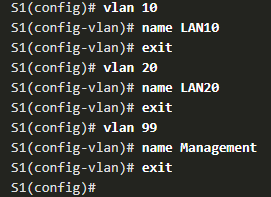 S1(config)# vlan 10
S1(config-vlan)# name LAN10
S1(config-vlan)# exit
S1(config)# vlan 20
S1(config-vlan)# name LAN20
S1(config-vlan)# exit
S1(config)# vlan 99
S1(config-vlan)# name Management
S1(config-vlan)# exit
S1(config)#